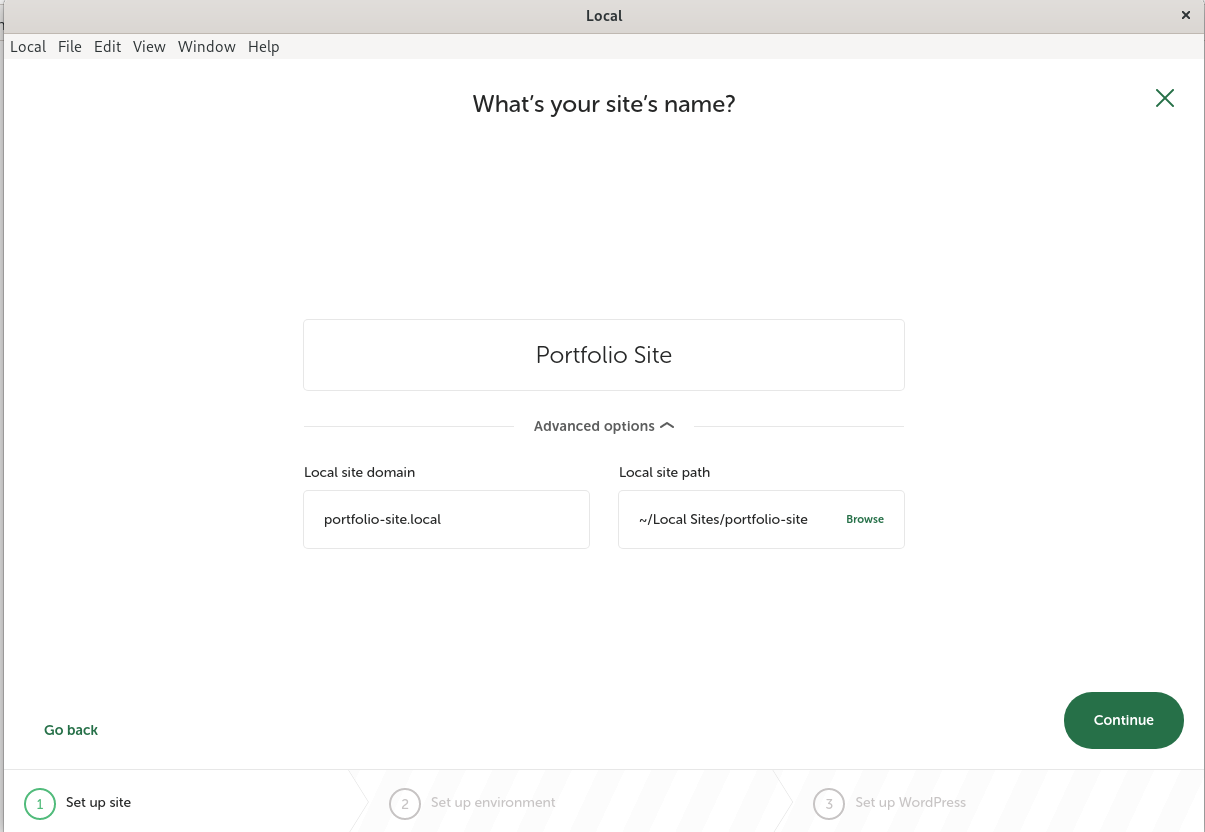 Local
Local File Edit View Window Help
What's your site's name?
Portfolio Site
Advanced options
Local site domain
Local site path
portfolio-site.local
~/Local Sites/portfolio-site
Browse
Go back
Continue
1 Set up site
2 Set up environment
3 Set up WordPress